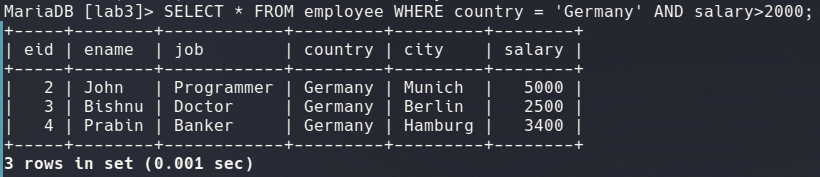 MariaDB [lab3]> SELECT * FROM employee WHERE country = 'Germany' AND salary>2000;
+-----+--------+------------+---------+---------+--------+
| eid | ename  | job        | country | city    | salary |
+-----+--------+------------+---------+---------+--------+
|   2 | John   | Programmer | Germany | Munich  |   5000 |
|   3 | Bishnu | Doctor     | Germany | Berlin  |   2500 |
|   4 | Prabin | Banker     | Germany | Hamburg |   3400 |
+-----+--------+------------+---------+---------+--------+
3 rows in set (0.001 sec)